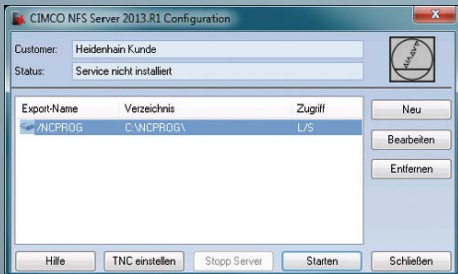 CIMCO NFS Server 2013.R1 Configuration
Customer: Heidenhain Kunde
Status: Service nicht installiert
Export-Name Verzeichnis Zugriff
/NCPROG C:\NCPROG\ L/S
Neu
Bearbeiten
Entfernen
Hilfe TNC einstellen Stopp Server Starten Schließen